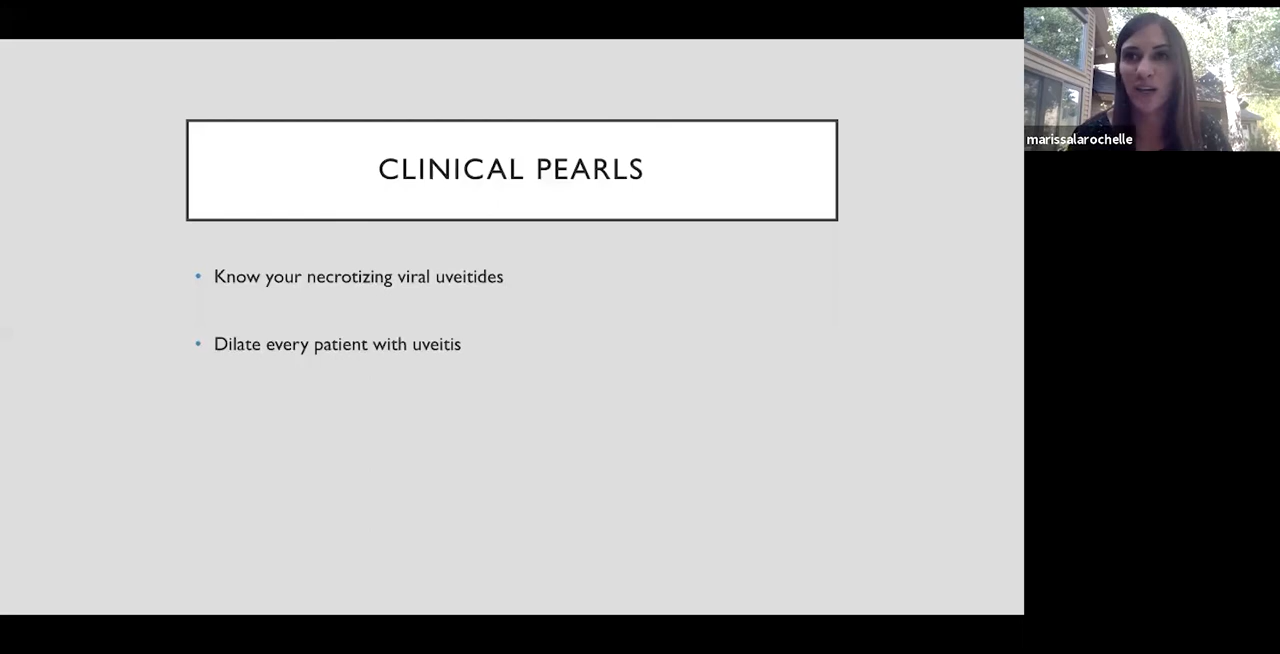 CLINICAL PEARLS
• Know your necrotizing viral uveitides
• Dilate every patient with uveitis
marissalarochelle